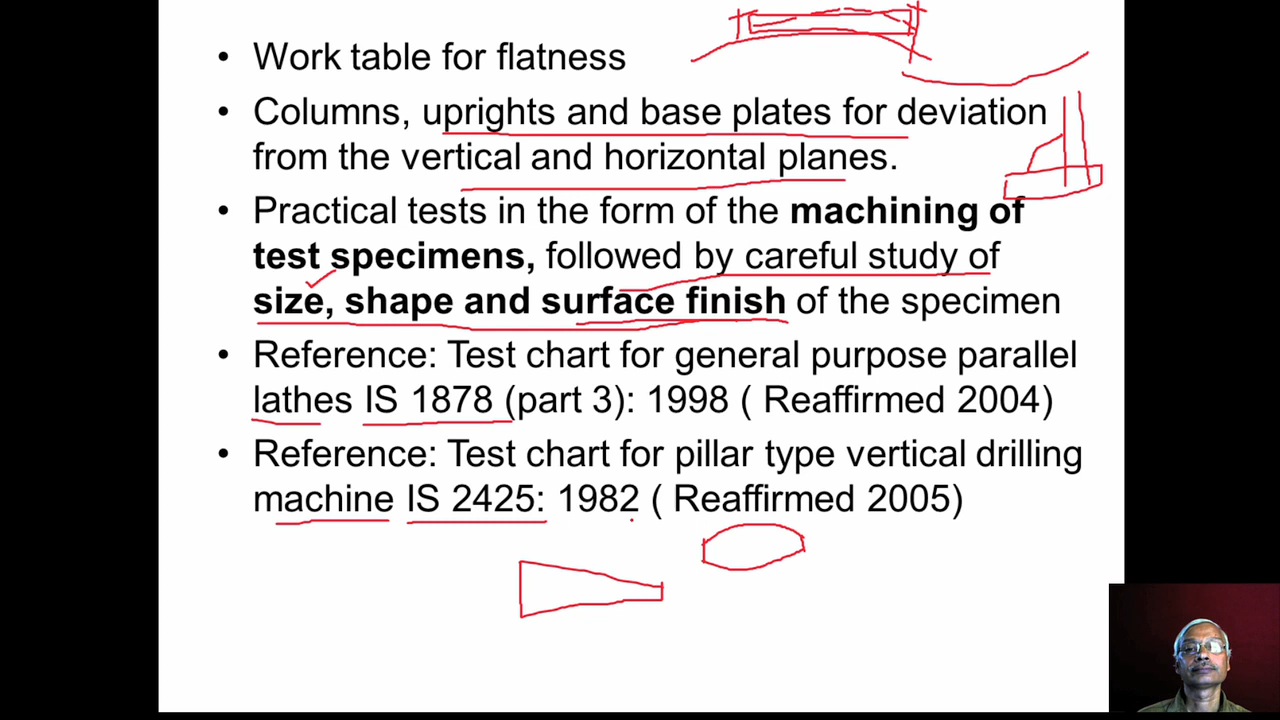 • Work table for flatness
• Columns, uprights and base plates for deviation
from the vertical and horizontal planes.
• Practical tests in the form of the machining of
test specimens, followed by careful study of
size, shape and surface finish of the specimen
• Reference: Test chart for general purpose parallel
lathes IS 1878 (part 3): 1998 ( Reaffirmed 2004)
• Reference: Test chart for pillar type vertical drilling
machine IS 2425: 1982 ( Reaffirmed 2005)